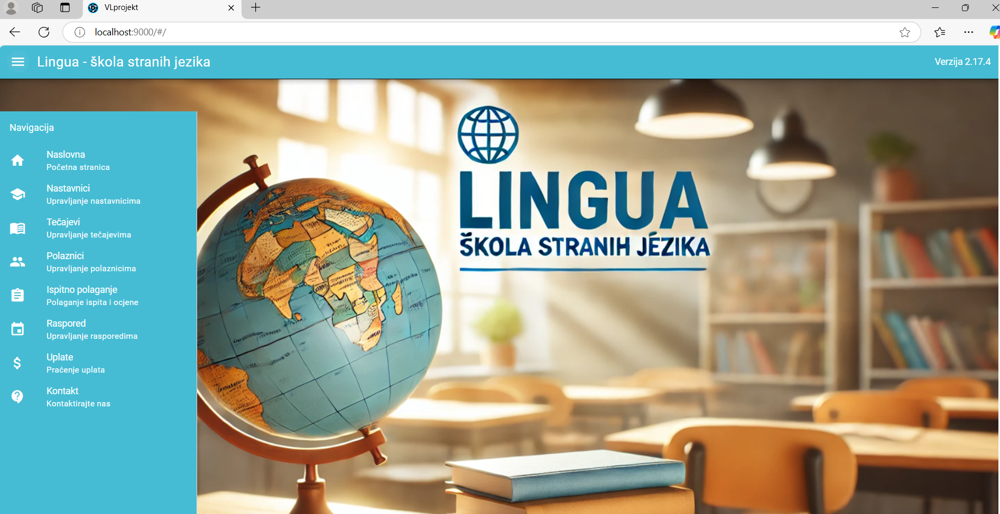 VLprojekt
localhost:9000/#/
Lingua - škola stranih jezika
Verzija 2.17.4
Navigacija
Naslovna
Početna stranica
Nastavnici
Upravljanje nastavnicima
Tečajevi
Upravljanje tečajevima
Polaznici
Upravljanje polaznicima
Ispitno polaganje
Polaganje ispita i ocjene
Raspored
Upravljanje rasporedima
Uplate
Praćenje uplata
Kontakt
Kontaktirajte nas
LINGUA
ŠKOLA STRANIH JÉZIKA